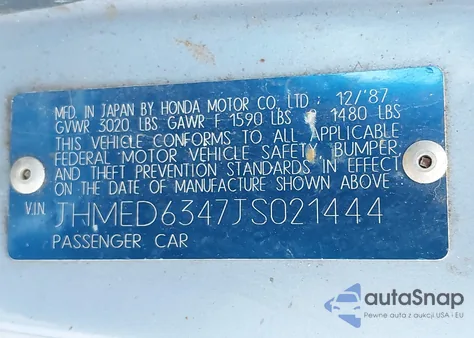 MFD. IN JAPAN BY HONDA MOTOR CO., LTD : 12/'87
GVWR 3020 LBS GAWR F 1590 LBS 1480 LBS
THIS VEHICLE CONFORMS TO ALL APPLICABLE
FEDERAL MOTOR VEHICLE SAFETY, BUMPER,
AND THEFT PREVENTION STANDARDS IN EFFECT
ON THE DATE OF MANUFACTURE SHOWN ABOVE
V.I.N. JHMED6347JS021444
PASSENGER CAR
autoSnap
Pewne auta z aukcji USA i EU